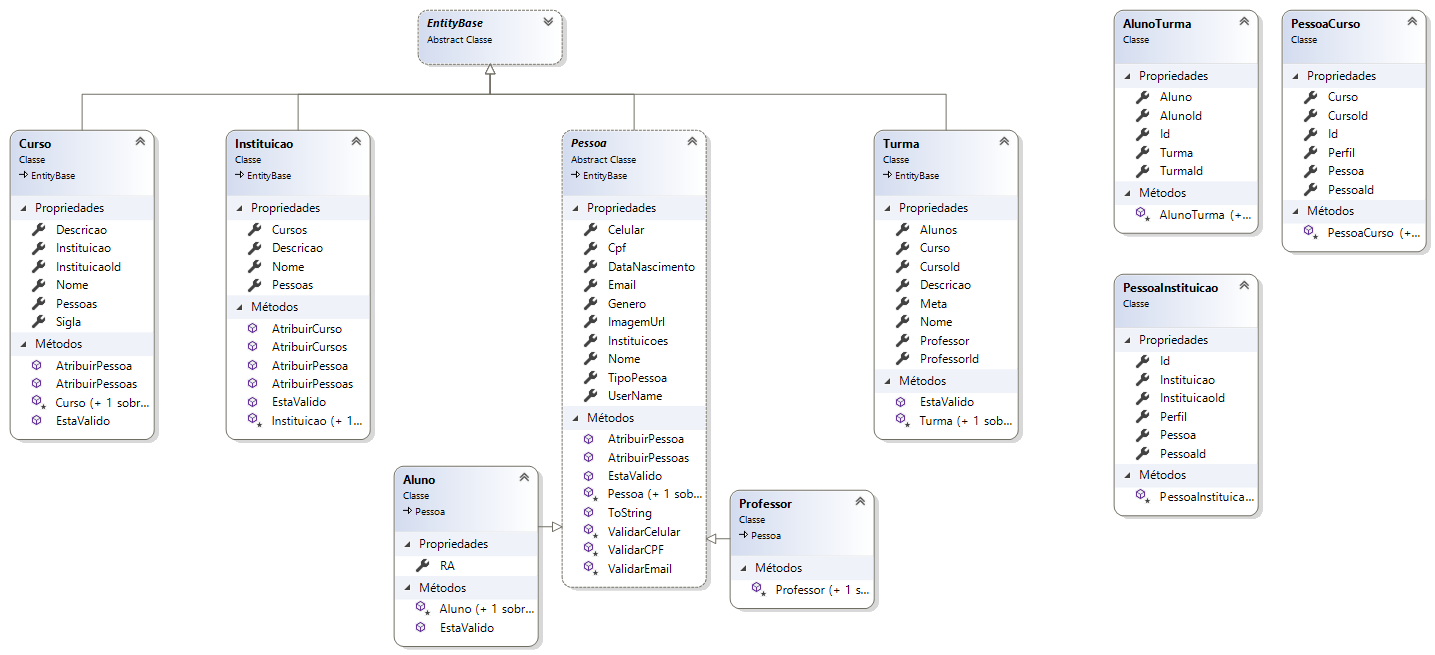 EntityBase
Abstract Classe
Curso
Classe
EntityBase
Propriedades
Descricao
Instituicao
InstituicaoId
Nome
Pessoas
Sigla
Métodos
AtribuirPessoa
AtribuirPessoas
Curso (+ 1 sobr...
EstaValido
Instituicao
Classe
EntityBase
Propriedades
Cursos
Descricao
Nome
Pessoas
Métodos
AtribuirCurso
AtribuirCursos
AtribuirPessoa
AtribuirPessoas
EstaValido
Instituicao (+ 1...
Pessoa
Abstract Classe
EntityBase
Propriedades
Celular
Cpf
DataNascimento
Email
Genero
ImagemUrl
Instituicoes
Nome
TipoPessoa
UserName
Métodos
AtribuirPessoa
AtribuirPessoas
EstaValido
Pessoa (+ 1 sob...
ToString
ValidarCelular
ValidarCPF
ValidarEmail
Turma
Classe
EntityBase
Propriedades
Alunos
Curso
CursoId
Descricao
Meta
Nome
Professor
ProfessorId
Métodos
EstaValido
Turma (+ 1 sob...
Aluno
Classe
Pessoa
Propriedades
RA
Métodos
Aluno (+ 1 sobr...
EstaValido
Professor
Classe
Pessoa
Métodos
Professor (+ 1 s...
AlunoTurma
Classe
Propriedades
Aluno
AlunoId
Id
Turma
TurmaId
Métodos
AlunoTurma (+...
PessoaCurso
Classe
Propriedades
Curso
CursoId
Id
Perfil
Pessoa
PessoaId
Métodos
PessoaCurso (+...
PessoaInstituicao
Classe
Propriedades
Id
Instituicao
InstituicaoId
Perfil
Pessoa
PessoaId
Métodos
PessoaInstituica...